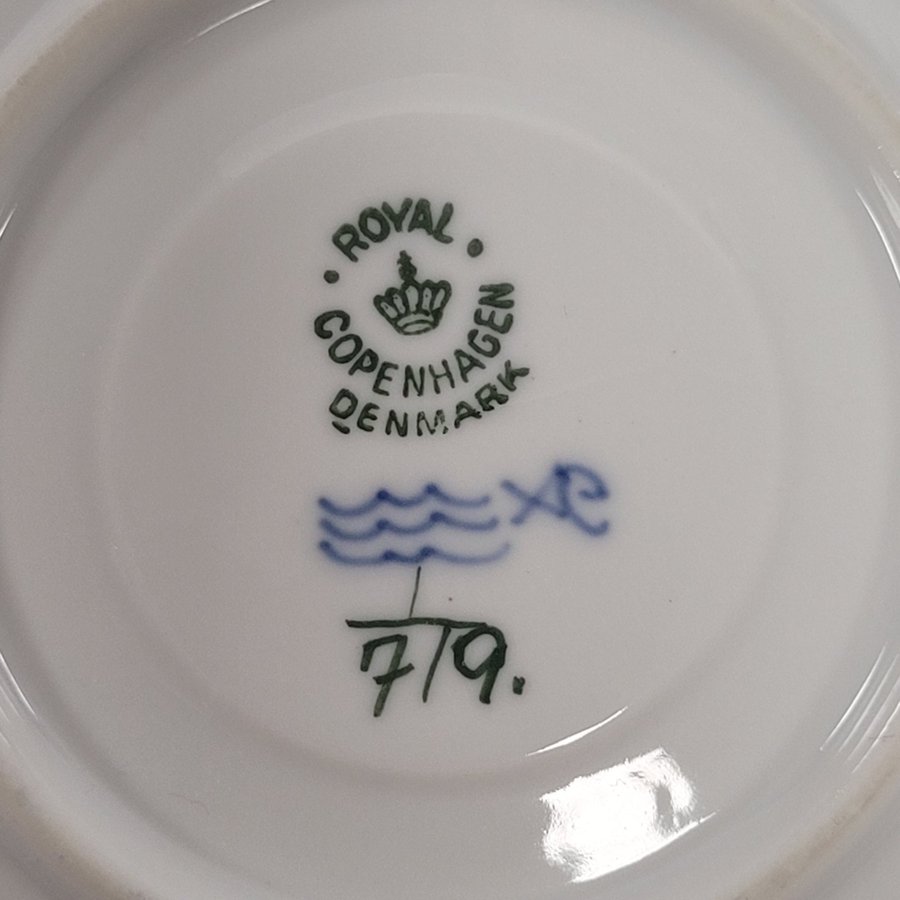 ROYAL
COPENHAGEN
DENMARK
719.